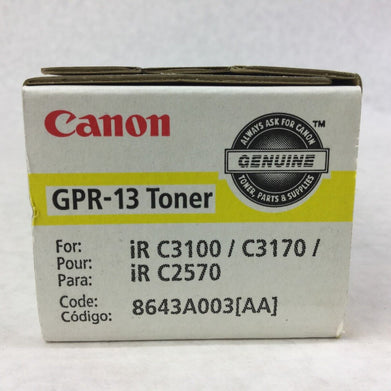 Canon
ALWAYS ASK FOR CANON
GENUINE
TONER, PARTS & SUPPLIES
TM
GPR-13 Toner
For:
Pour:
Para:
iR C3100 / C3170 /
iR C2570
Code:
Código:
8643A003[AA]